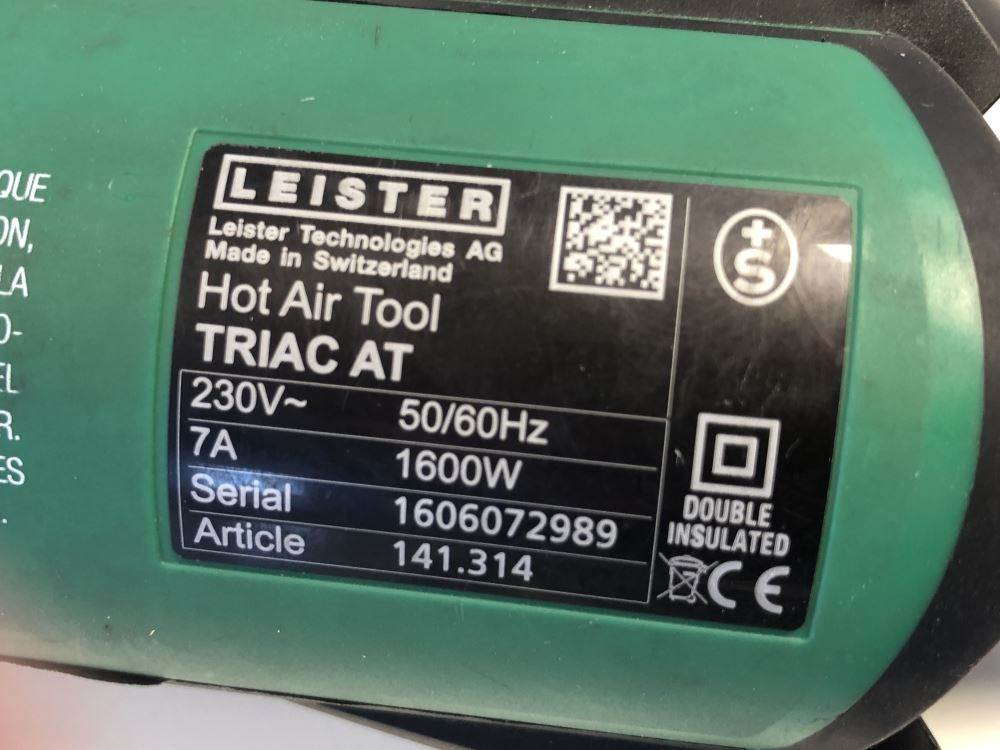 QUE
ON,
LA
O-
EL
R.
ES
.
LEISTER
Leister Technologies AG
Made in Switzerland
Hot Air Tool
TRIAC AT
230V~ 50/60Hz
7A 1600W
Serial 1606072989
Article 141.314
+S
DOUBLE
INSULATED
CE